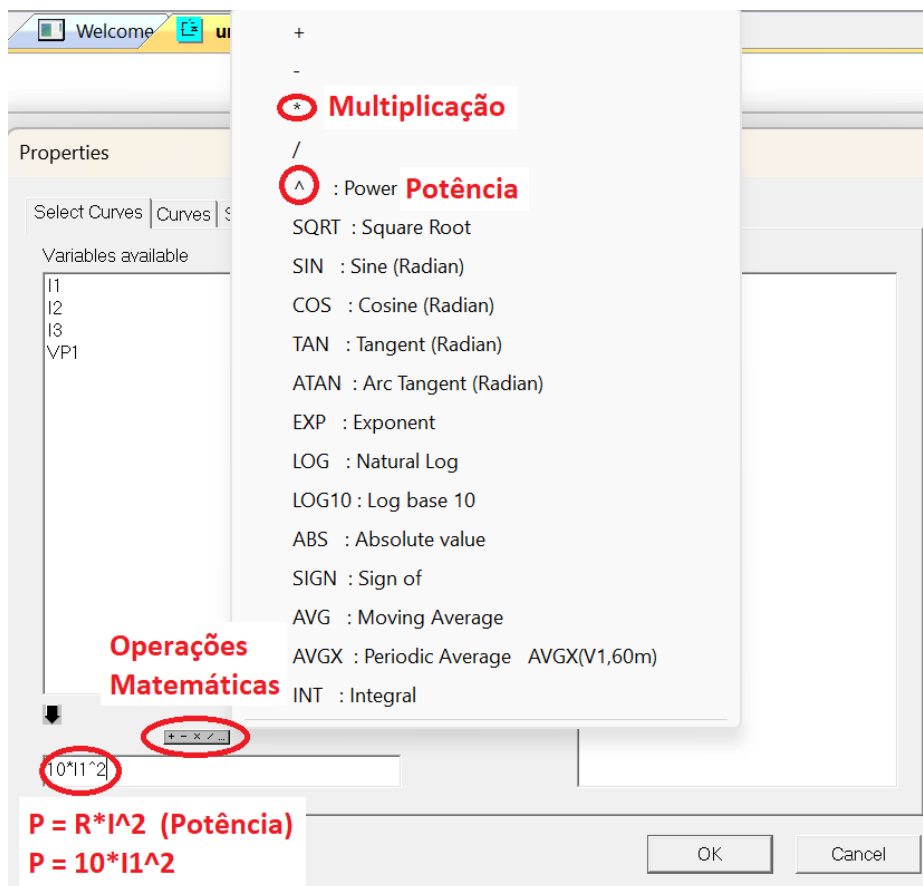 Welcome
+
-
* Multiplicação
Properties
/
^ : Power Potência
Select Curves Curves
SQRT : Square Root
Variables available
SIN : Sine (Radian)
I1
I2
COS : Cosine (Radian)
I3
VP1
TAN : Tangent (Radian)
ATAN : Arc Tangent (Radian)
EXP : Exponent
LOG : Natural Log
LOG10 : Log base 10
ABS : Absolute value
SIGN : Sign of
AVG : Moving Average
Operações
Matemáticas
AVGX : Periodic Average AVGX(V1,60m)
INT : Integral
+ - × / ...
10*I1^2
P = R*I^2 (Potência)
P = 10*I1^2
OK Cancel